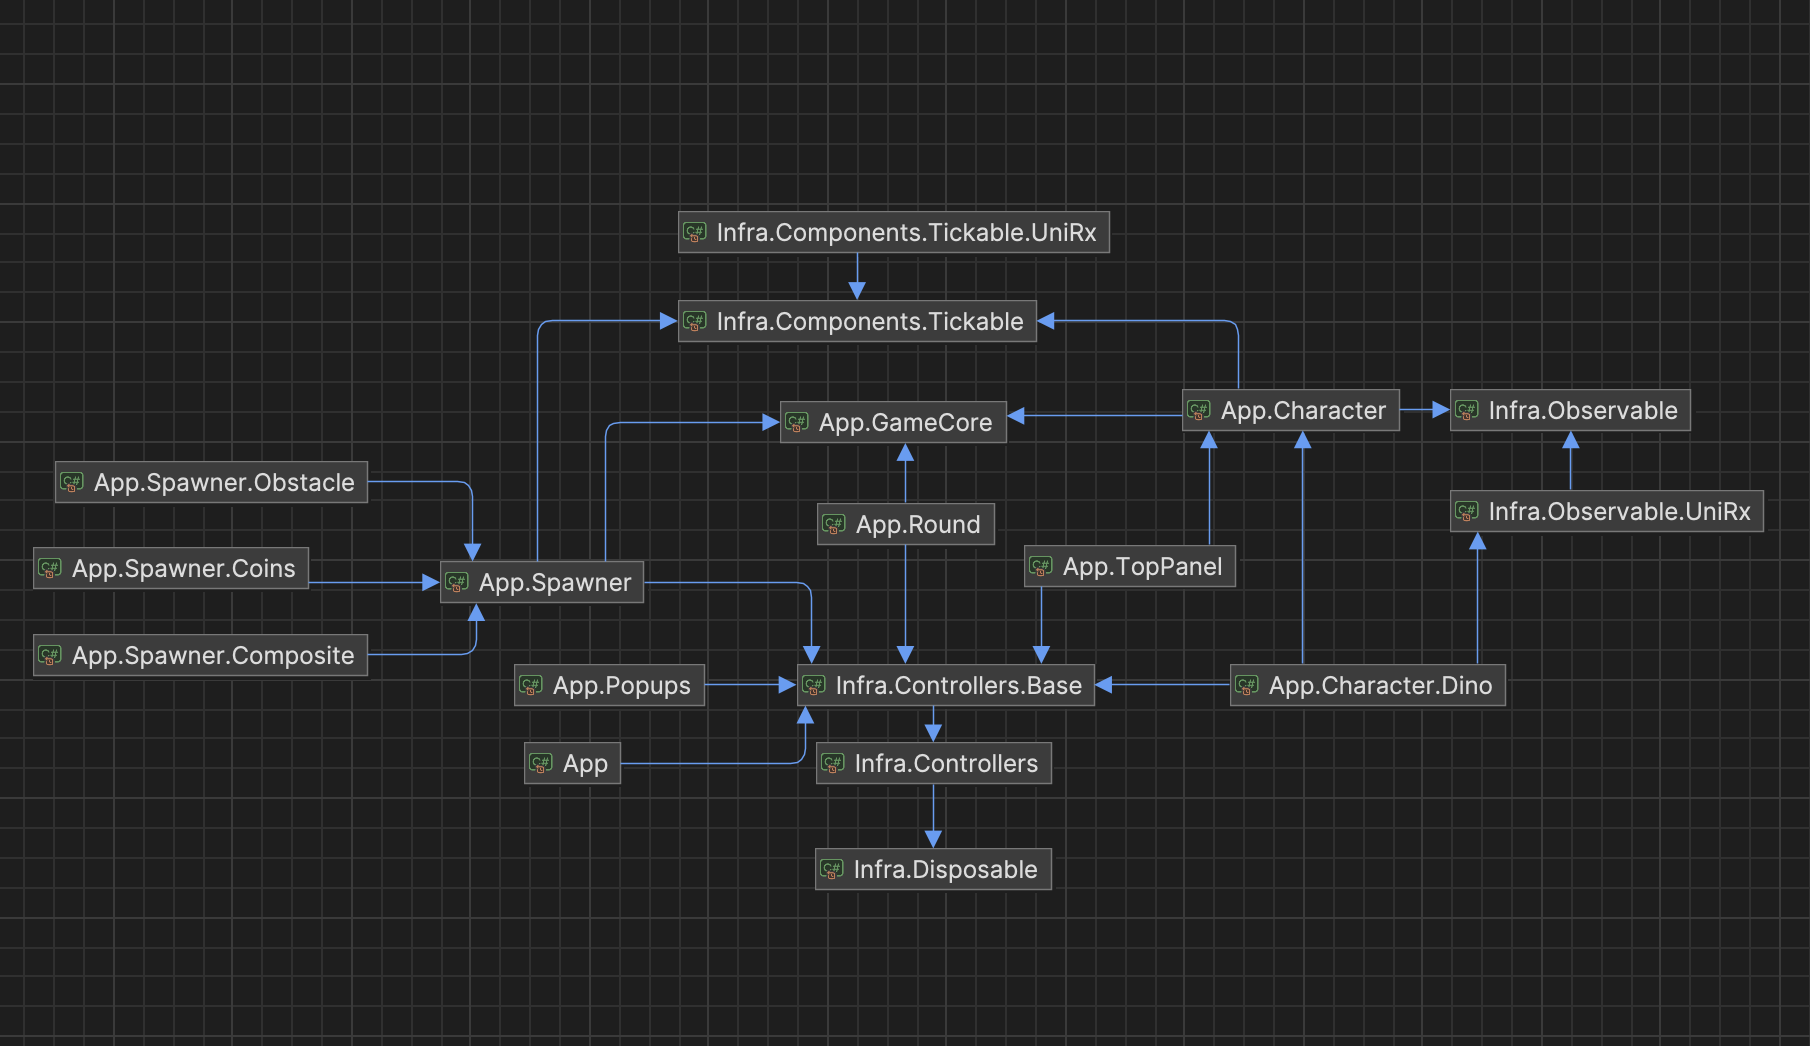 Infra.Components.Tickable.UniRx
Infra.Components.Tickable
App.Character
Infra.Observable
App.GameCore
App.Spawner.Obstacle
Infra.Observable.UniRx
App.Round
App.Spawner.Coins
App.TopPanel
App.Spawner
App.Spawner.Composite
App.Popups
Infra.Controllers.Base
App.Character.Dino
App
Infra.Controllers
Infra.Disposable